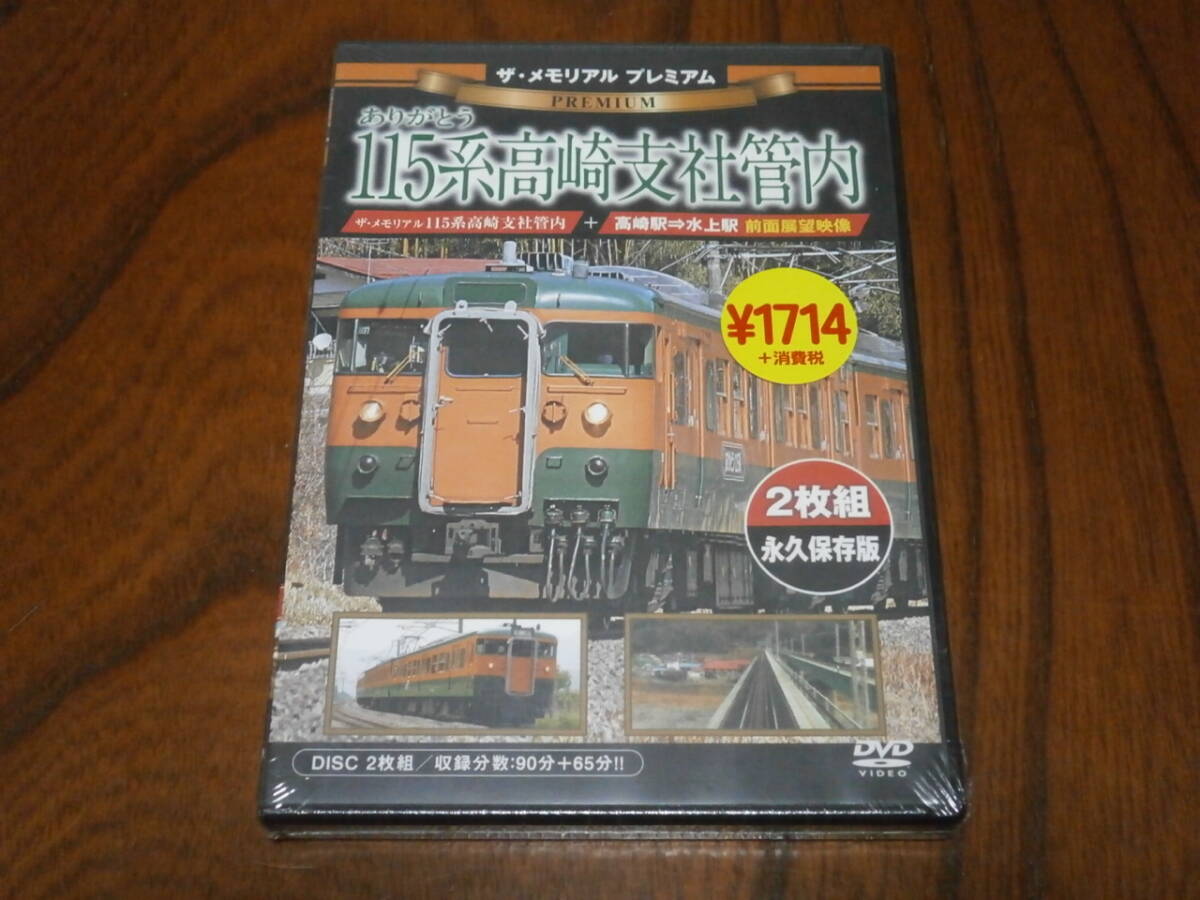 ザ・メモリアル プレミアム
PREMIUM
ありがとう
115系高崎支社管内
ザ・メモリアル115系高崎支社管内 + 高崎駅⇒水上駅 前面展望映像
¥1714
+消費税
2枚組
永久保存版
DISC 2枚組／収録分数:90分+65分!!
DVD
VIDEO